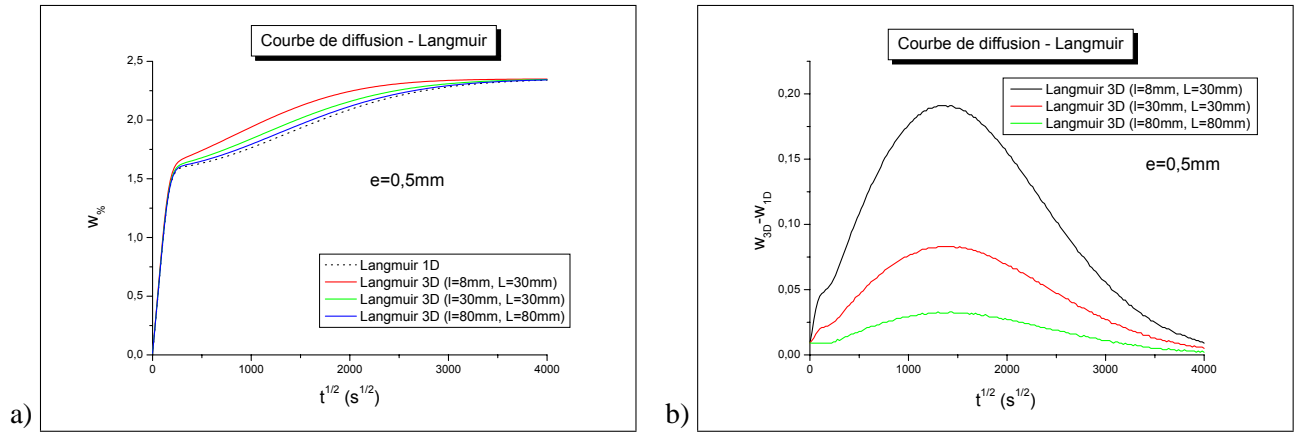 Courbe de diffusion - Langmuir
2,5
2,0
1,5
1,0
0,5
0,0
w%
e=0,5mm
Langmuir 1D
Langmuir 3D (l=8mm, L=30mm)
Langmuir 3D (l=30mm, L=30mm)
Langmuir 3D (l=80mm, L=80mm)
0 1000 2000 3000 4000
t^1/2 (s^1/2)
a)
Courbe de diffusion - Langmuir
0,20
0,15
0,10
0,05
0,00
w3D-w1D
Langmuir 3D (l=8mm, L=30mm)
Langmuir 3D (l=30mm, L=30mm)
Langmuir 3D (l=80mm, L=80mm)
e=0,5mm
0 1000 2000 3000 4000
t^1/2 (s^1/2)
b)